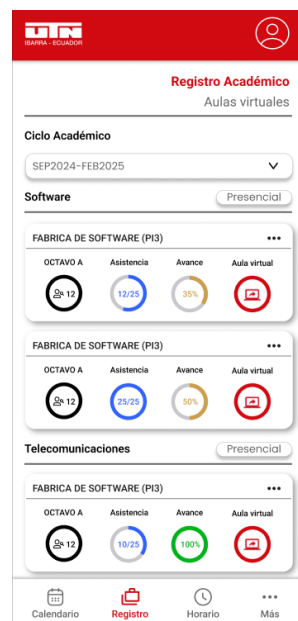 UTN
IBARRA - ECUADOR
Registro Académico
Aulas virtuales
Ciclo Académico
SEP2024-FEB2025
Software
Presencial
FABRICA DE SOFTWARE (PI3)
OCTAVO A Asistencia Avance Aula virtual
12 12/25 35%
FABRICA DE SOFTWARE (PI3)
OCTAVO A Asistencia Avance Aula virtual
12 25/25 50%
Telecomunicaciones
Presencial
FABRICA DE SOFTWARE (PI3)
OCTAVO A Asistencia Avance Aula virtual
12 10/25 100%
Calendario Registro Horario Más